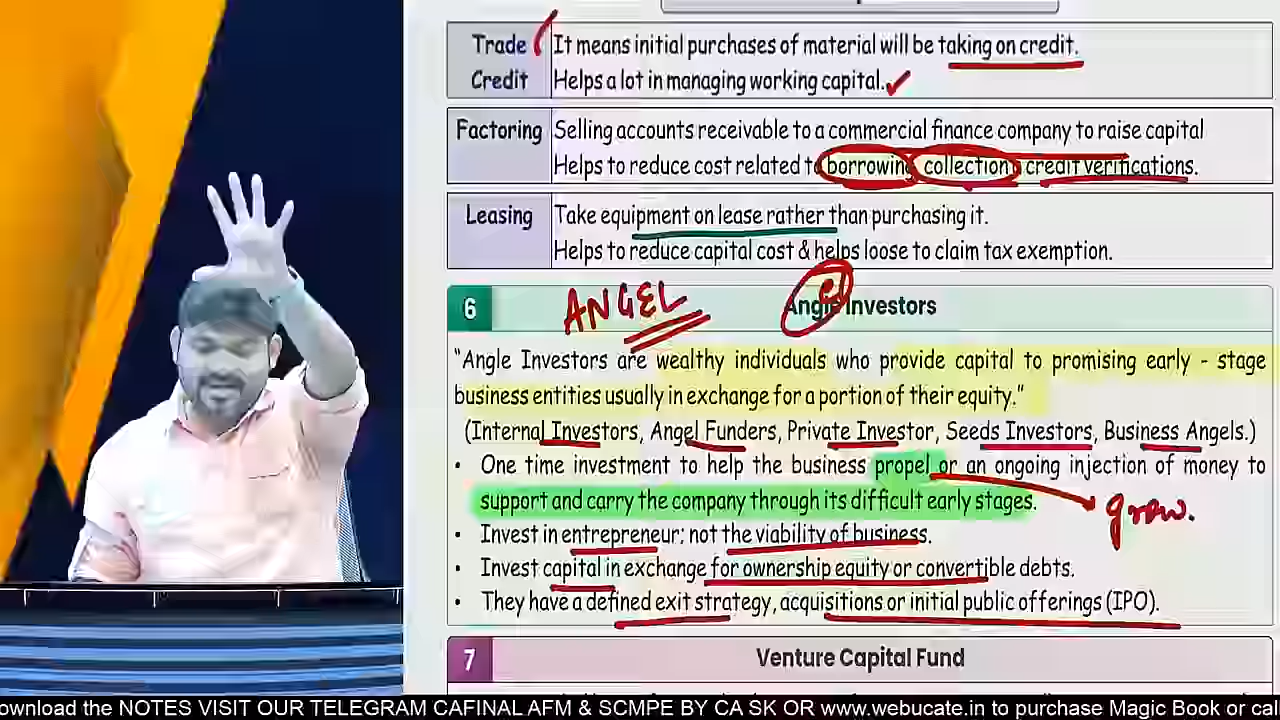 Trade It means initial purchases of material will be taking on credit.
Credit Helps a lot in managing working capital.
Factoring Selling accounts receivable to a commercial finance company to raise capital
Helps to reduce cost related to borrowing collection credit verifications.
Leasing Take equipment on lease rather than purchasing it.
Helps to reduce capital cost & helps loose to claim tax exemption.
ANGEL
el
6 Angle Investors
"Angle Investors are wealthy individuals who provide capital to promising early - stage
business entities usually in exchange for a portion of their equity."
(Internal Investors, Angel Funders, Private Investor, Seeds Investors, Business Angels.)
• One time investment to help the business propel or an ongoing injection of money to
support and carry the company through its difficult early stages.
grow.
• Invest in entrepreneur; not the viability of business.
• Invest capital in exchange for ownership equity or convertible debts.
• They have a defined exit strategy, acquisitions or initial public offerings (IPO).
7 Venture Capital Fund
ownload the NOTES VISIT OUR TELEGRAM CAFINAL AFM & SCMPE BY CA SK OR www.webucate.in to purchase Magic Book or cal